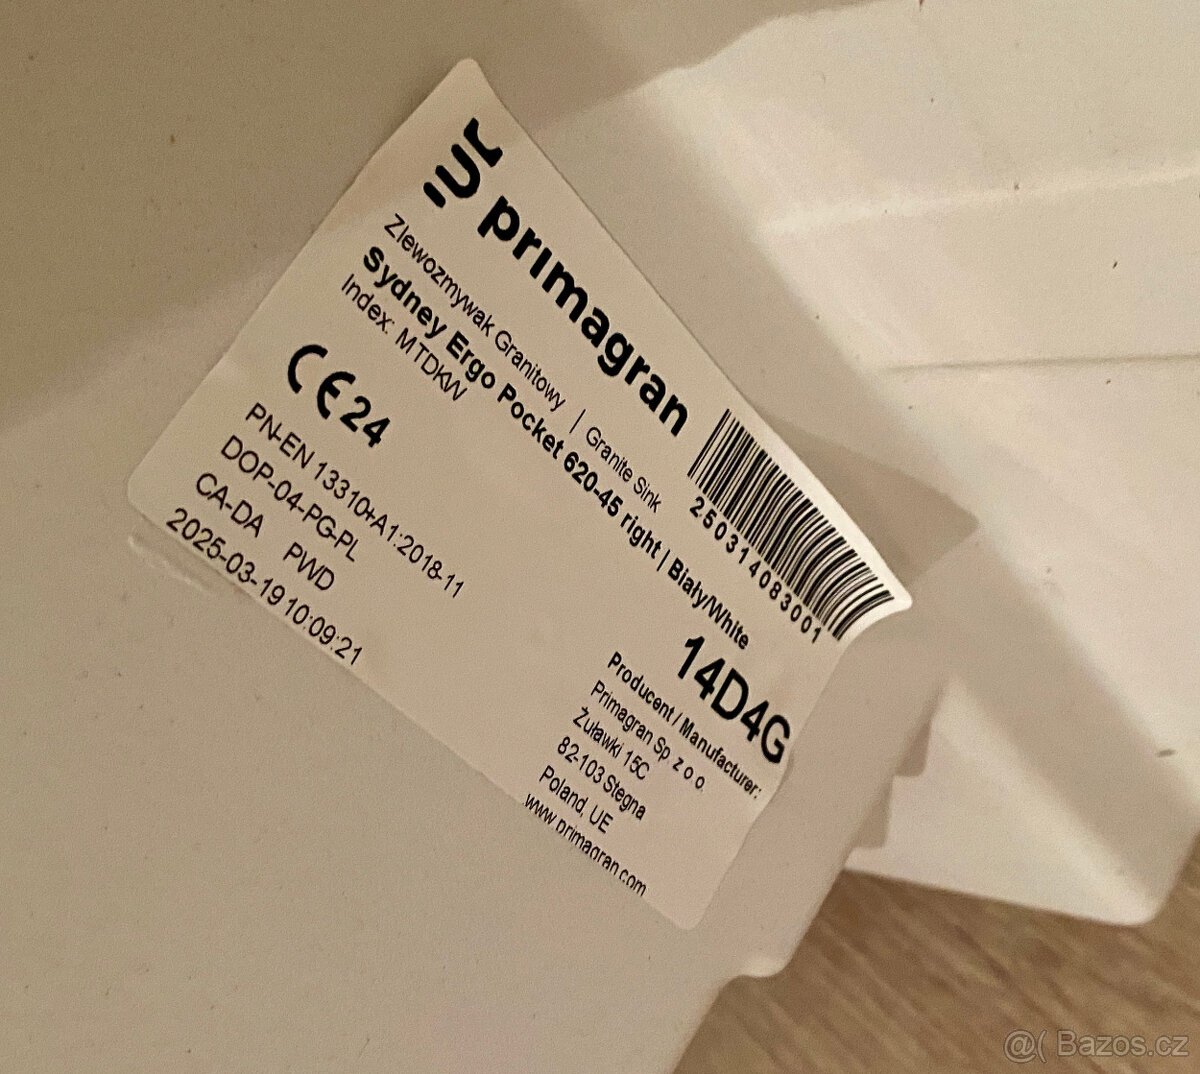 primagran
Zlewozmywak Granitowy | Granite Sink
Sydney Ergo Pocket 620-45 right | Biały/White
Index: MTDKW
250314083001
14D4G
CE 24
PN-EN 13310+A1:2018-11
DOP-04-PG-PL
CA-DA PWD
2025-03-19 10:09:21
Producent / Manufacturer:
Primagran Sp. z o.o.
Żuławki 15C
82-103 Stegna
Poland, UE
www.primagran.com
@( Bazos.cz